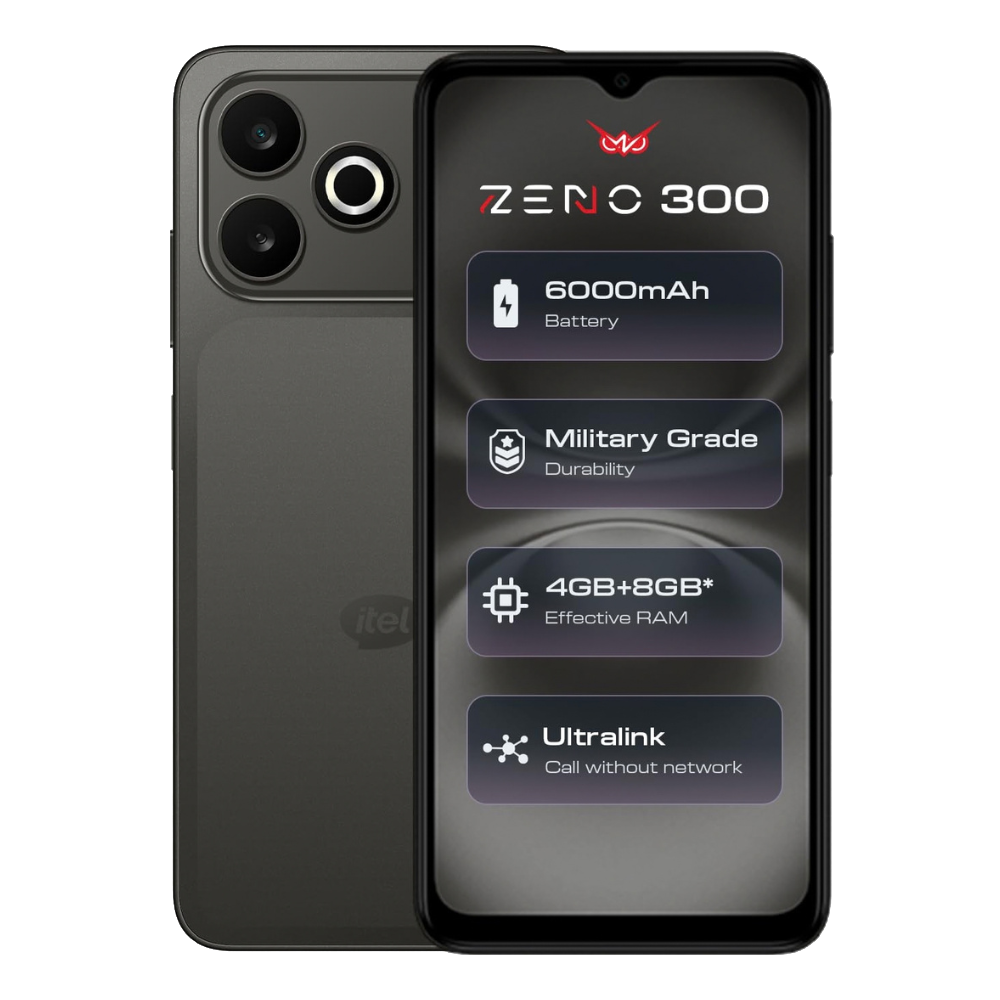 ZENO 300
6000mAh
Battery
Military Grade
Durability
4GB+8GB*
Effective RAM
Ultralink
Call without network
itel